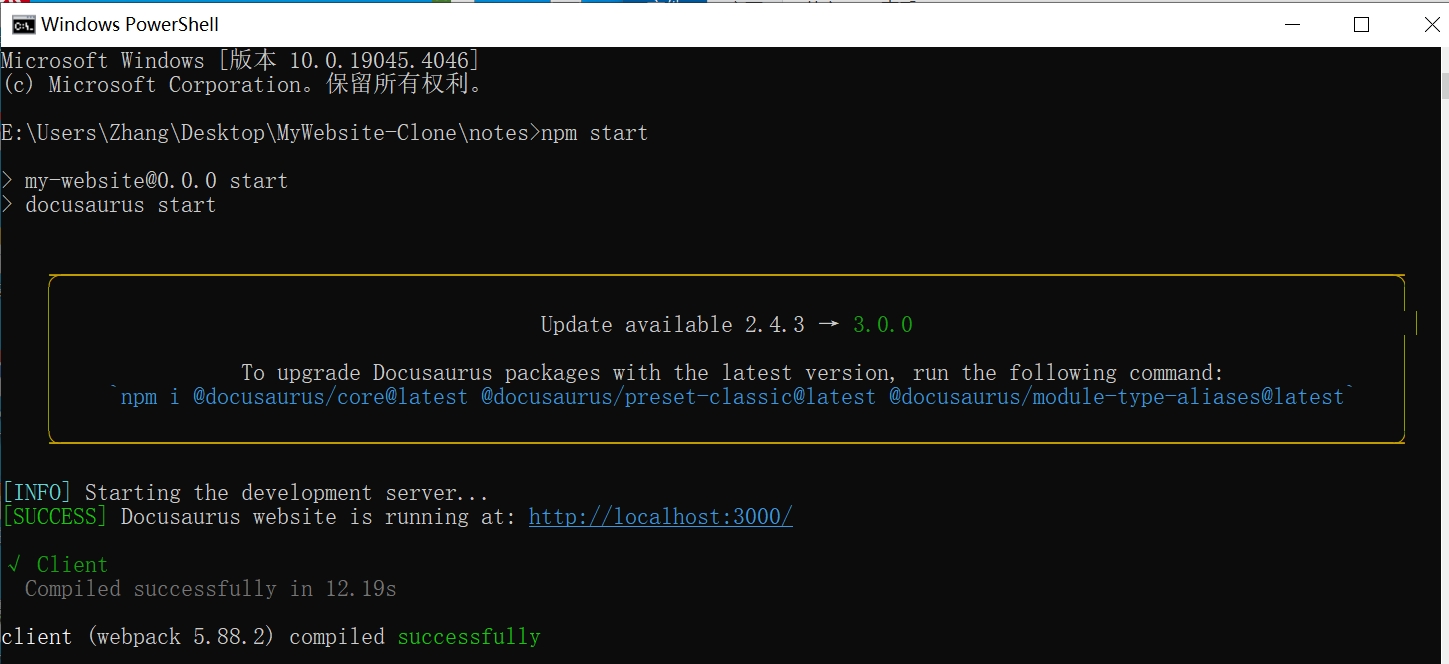 Windows PowerShell
Microsoft Windows [版本 10.0.19045.4046]
(c) Microsoft Corporation。保留所有权利。
E:\Users\Zhang\Desktop\MyWebsite-Clone\notes>npm start
> my-website@0.0.0 start
> docusaurus start
Update available 2.4.3 → 3.0.0
To upgrade Docusaurus packages with the latest version, run the following command:
`npm i @docusaurus/core@latest @docusaurus/preset-classic@latest @docusaurus/module-type-aliases@latest`
[INFO] Starting the development server...
[SUCCESS] Docusaurus website is running at: http://localhost:3000/
√ Client
Compiled successfully in 12.19s
client (webpack 5.88.2) compiled successfully